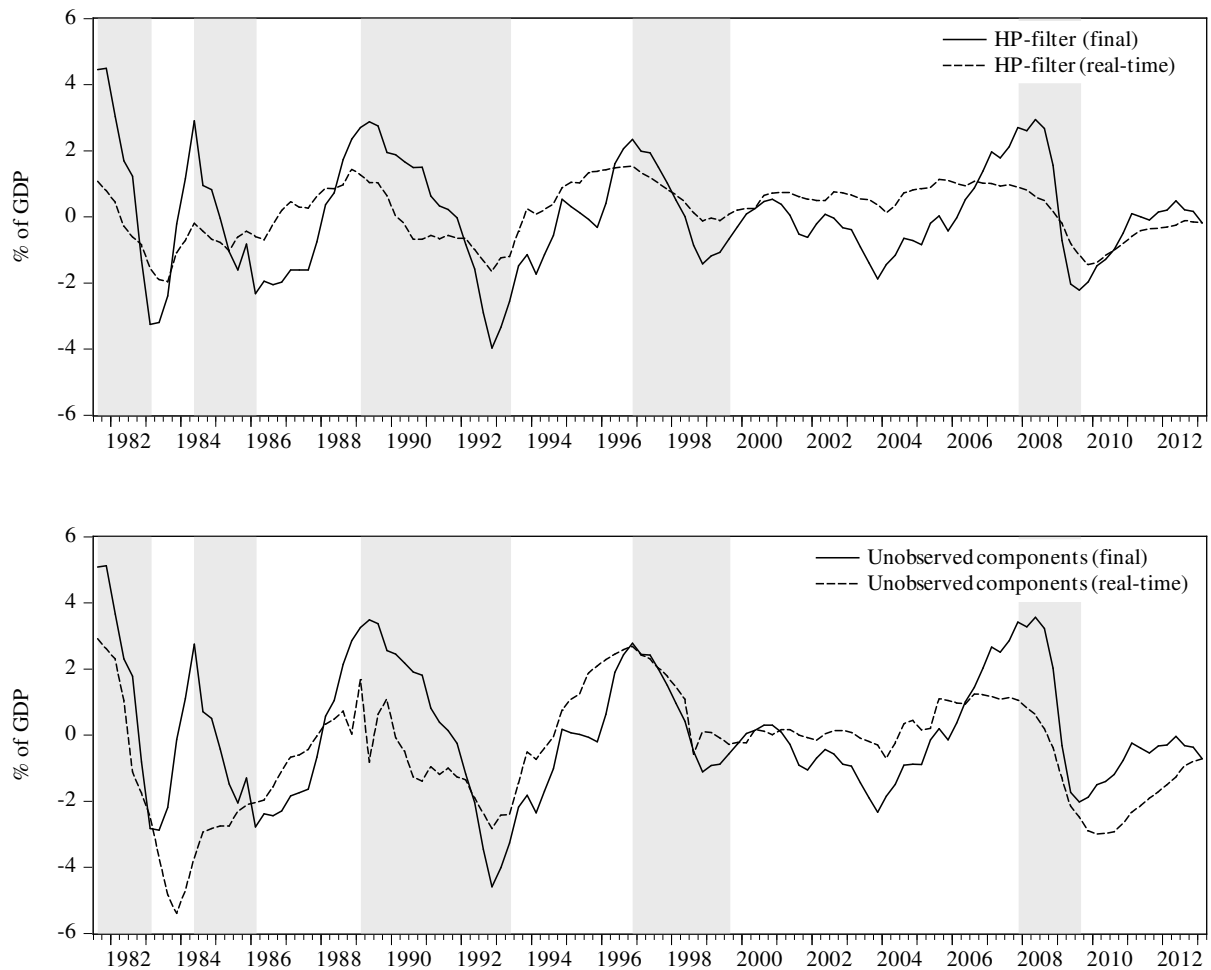 6
HP-filter (final)
HP-filter (real-time)
4
2
0
-2
-4
-6
% of GDP
1982 1984 1986 1988 1990 1992 1994 1996 1998 2000 2002 2004 2006 2008 2010 2012
6
Unobserved components (final)
Unobserved components (real-time)
4
2
0
-2
-4
-6
% of GDP
1982 1984 1986 1988 1990 1992 1994 1996 1998 2000 2002 2004 2006 2008 2010 2012